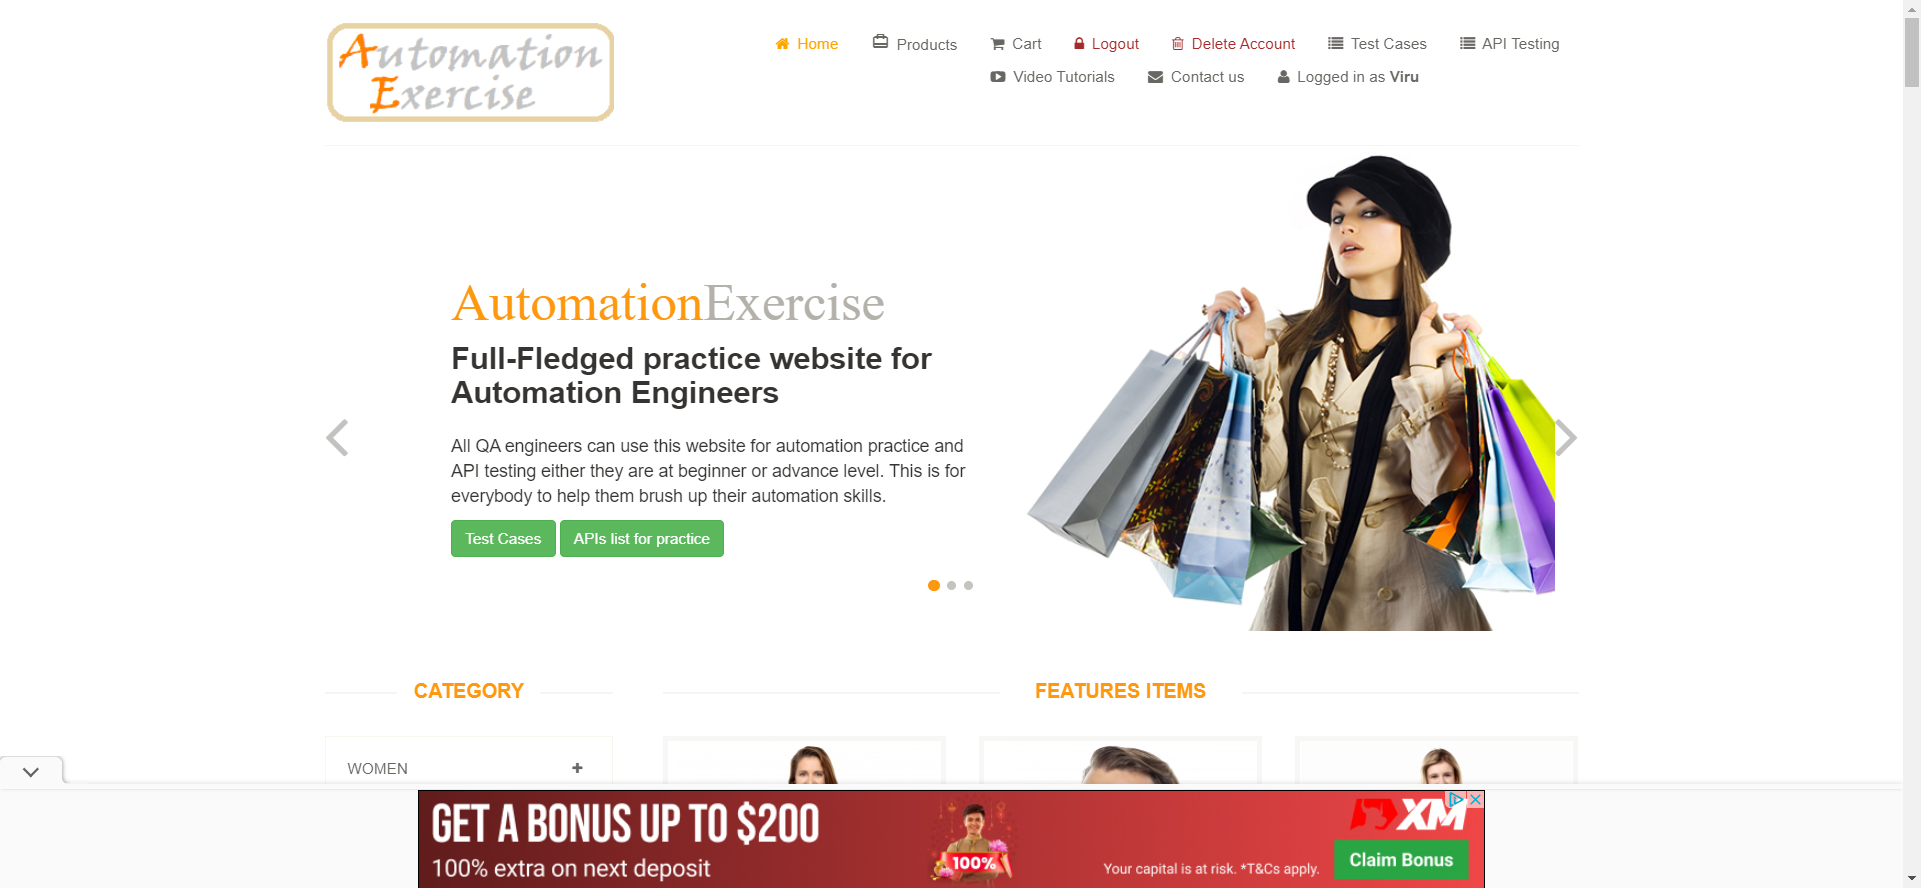 Automation
Exercise
Home
Products
Cart
Logout
Delete Account
Test Cases
API Testing
Video Tutorials
Contact us
Logged in as Viru
AutomationExercise
Full-Fledged practice website for
Automation Engineers
All QA engineers can use this website for automation practice and
API testing either they are at beginner or advance level. This is for
everybody to help them brush up their automation skills.
Test Cases
APIs list for practice
CATEGORY
FEATURES ITEMS
WOMEN
GET A BONUS UP TO $200
100% extra on next deposit
100%
Your capital is at risk. *T&Cs apply.
XM
Claim Bonus